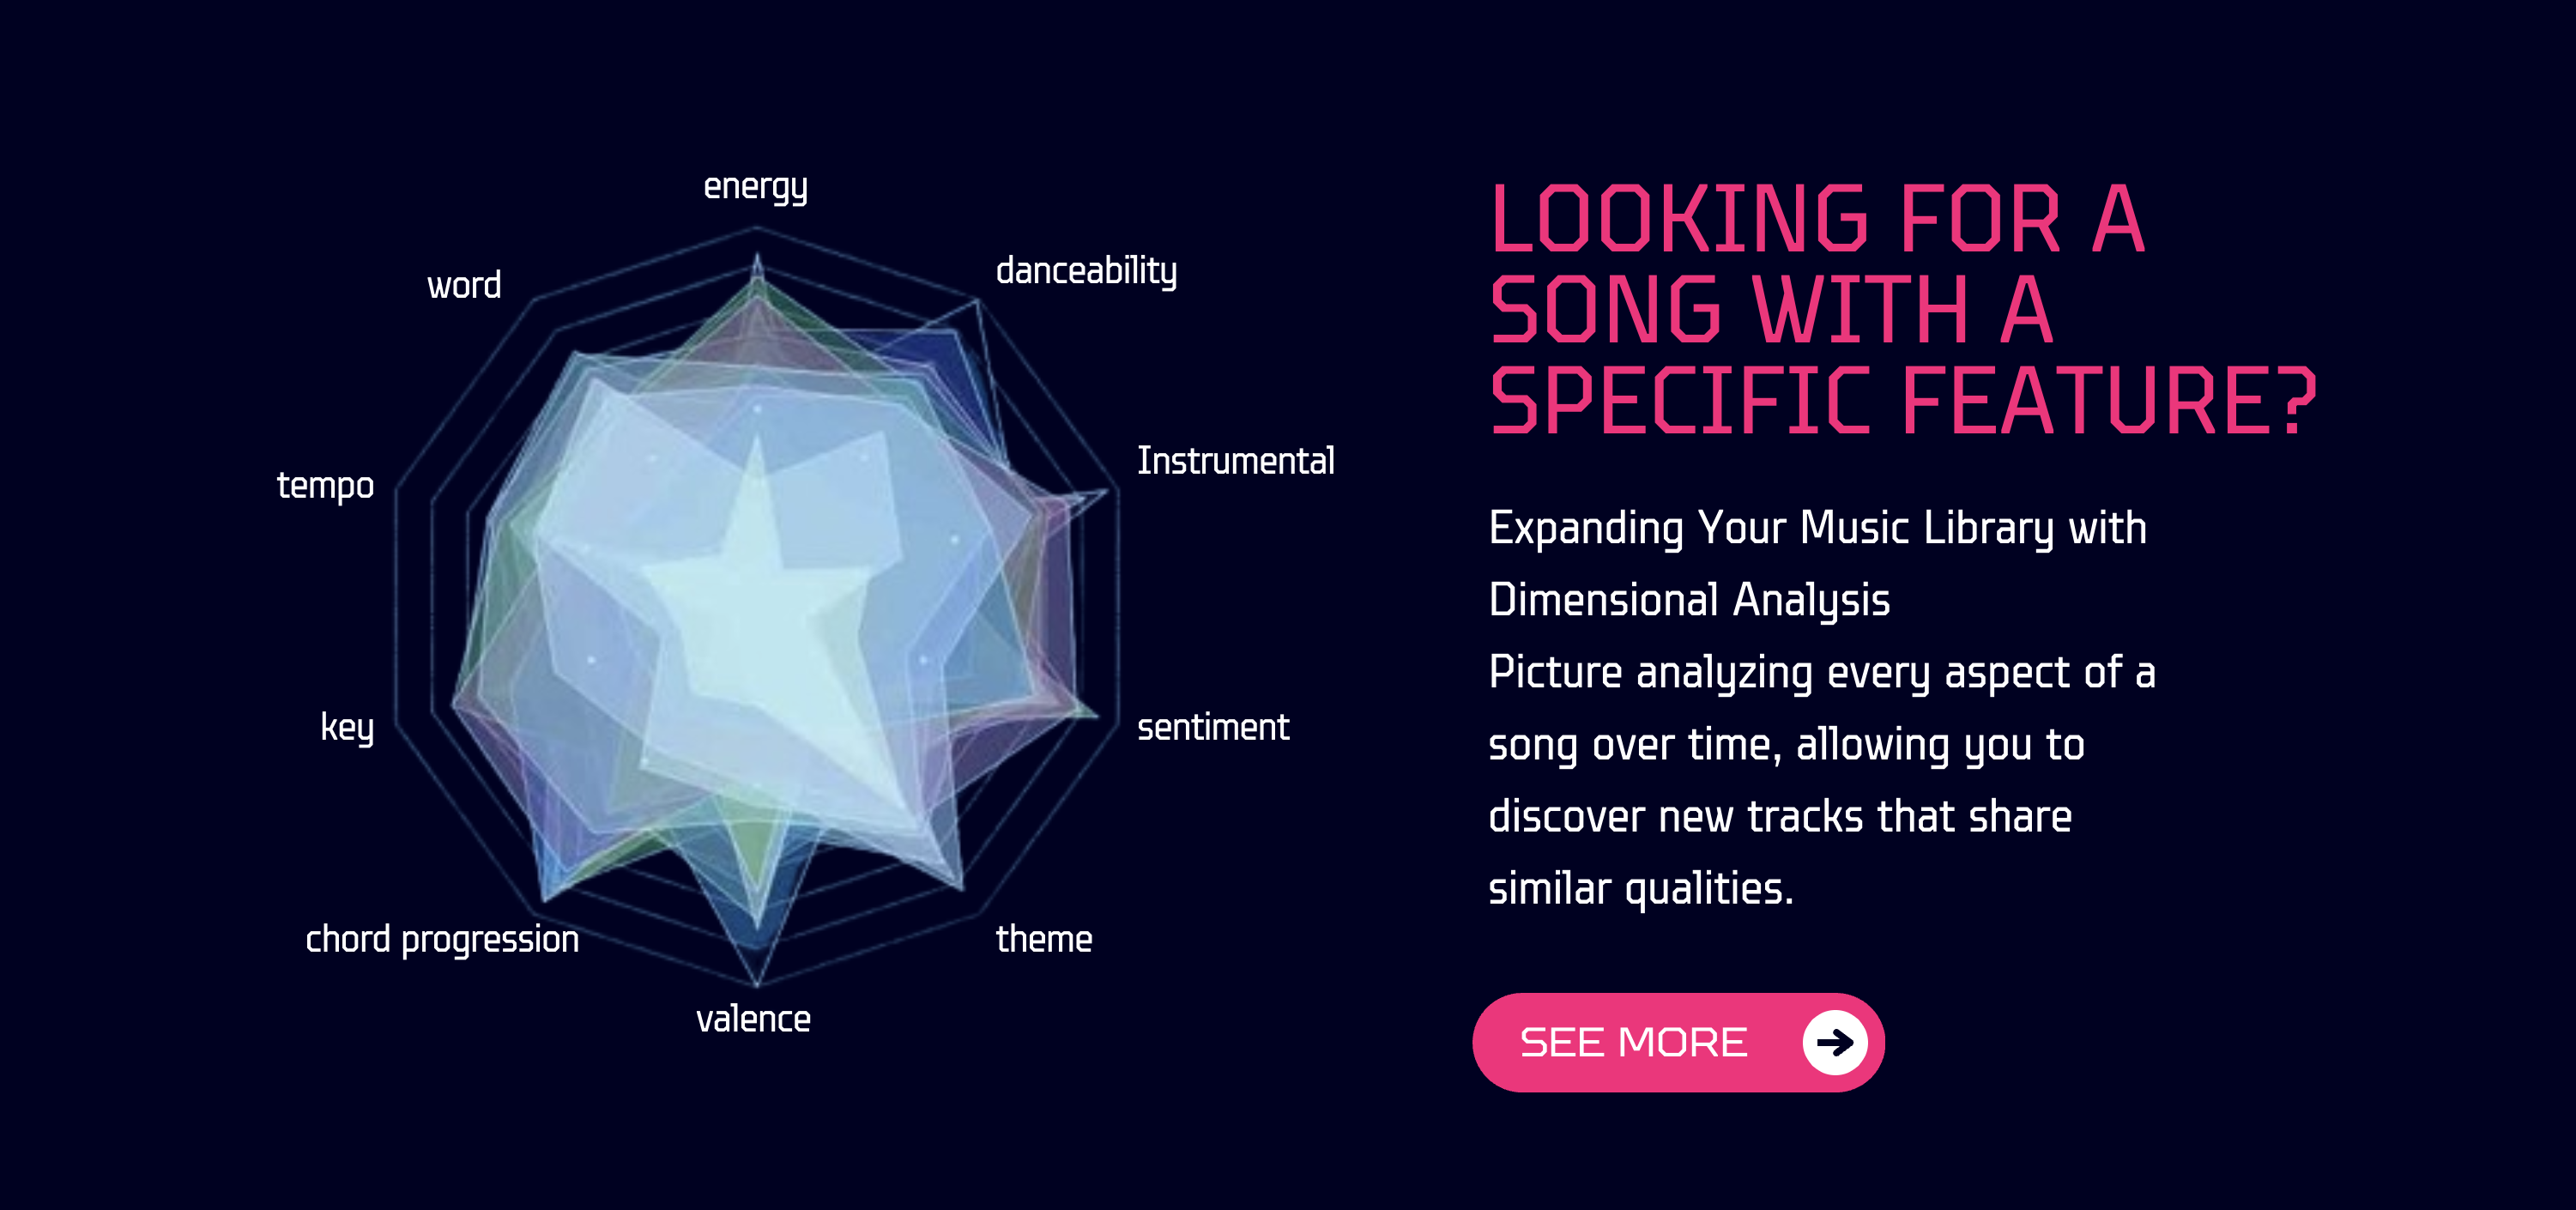 energy
word
danceability
Instrumental
tempo
key
sentiment
chord progression
theme
valence
LOOKING FOR A
SONG WITH A
SPECIFIC FEATURE?
Expanding Your Music Library with
Dimensional Analysis
Picture analyzing every aspect of a
song over time, allowing you to
discover new tracks that share
similar qualities.
SEE MORE